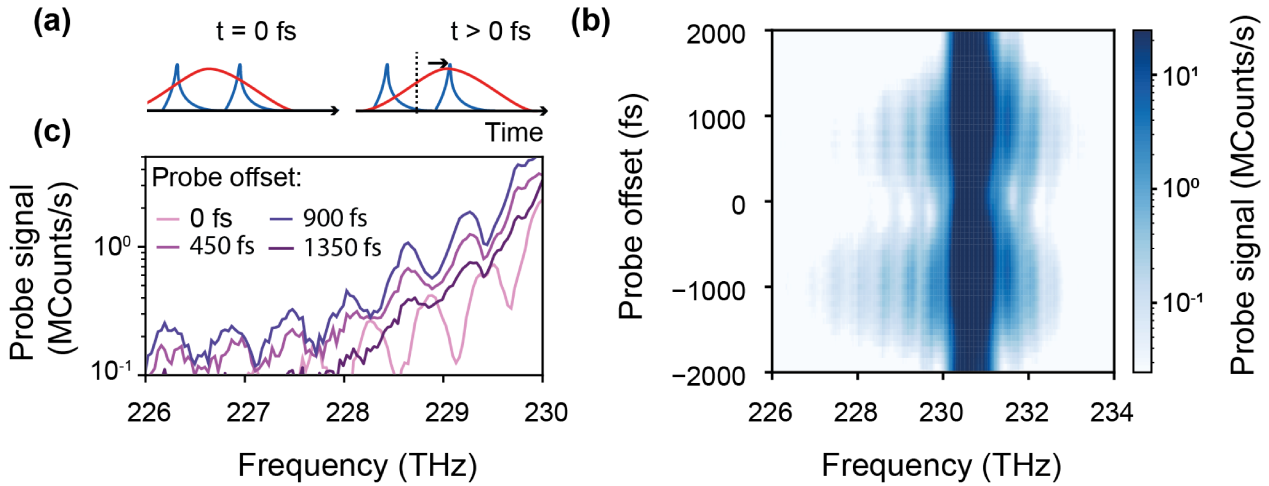 (a)
t = 0 fs
t > 0 fs
Time
(c)
Probe offset:
0 fs
900 fs
450 fs
1350 fs
10⁰
10⁻¹
226
227
228
229
230
Probe signal
(MCounts/s)
Frequency (THz)
(b)
2000
1000
0
−1000
−2000
Probe offset (fs)
226
228
230
232
234
Frequency (THz)
10¹
10⁰
10⁻¹
Probe signal (MCounts/s)